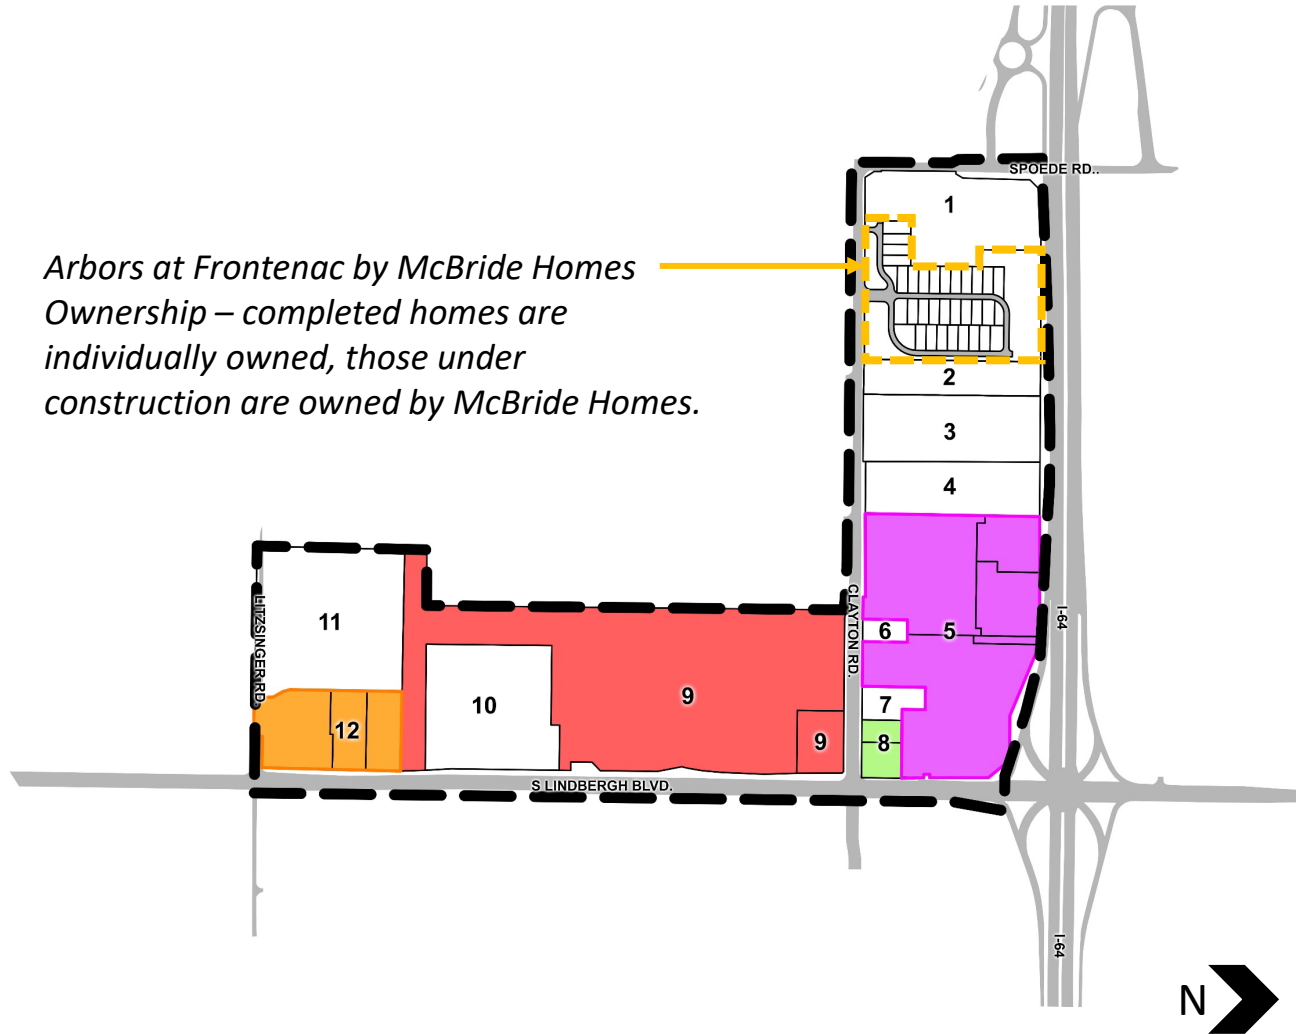 SPOEDE RD..
1
Arbors at Frontenac by McBride Homes
Ownership – completed homes are
individually owned, those under
construction are owned by McBride Homes.
2
3
4
CLAYTON RD.
I-64
5
6
7
8
LITZSINGER RD.
11
12
10
9
9
S LINDBERGH BLVD.
I-64
N